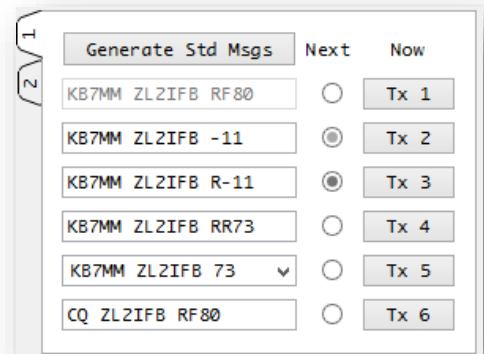 1
2
Generate Std Msgs Next Now
KB7MM ZL2IFB RF80 Tx 1
KB7MM ZL2IFB -11 Tx 2
KB7MM ZL2IFB R-11 Tx 3
KB7MM ZL2IFB RR73 Tx 4
KB7MM ZL2IFB 73 Tx 5
CQ ZL2IFB RF80 Tx 6